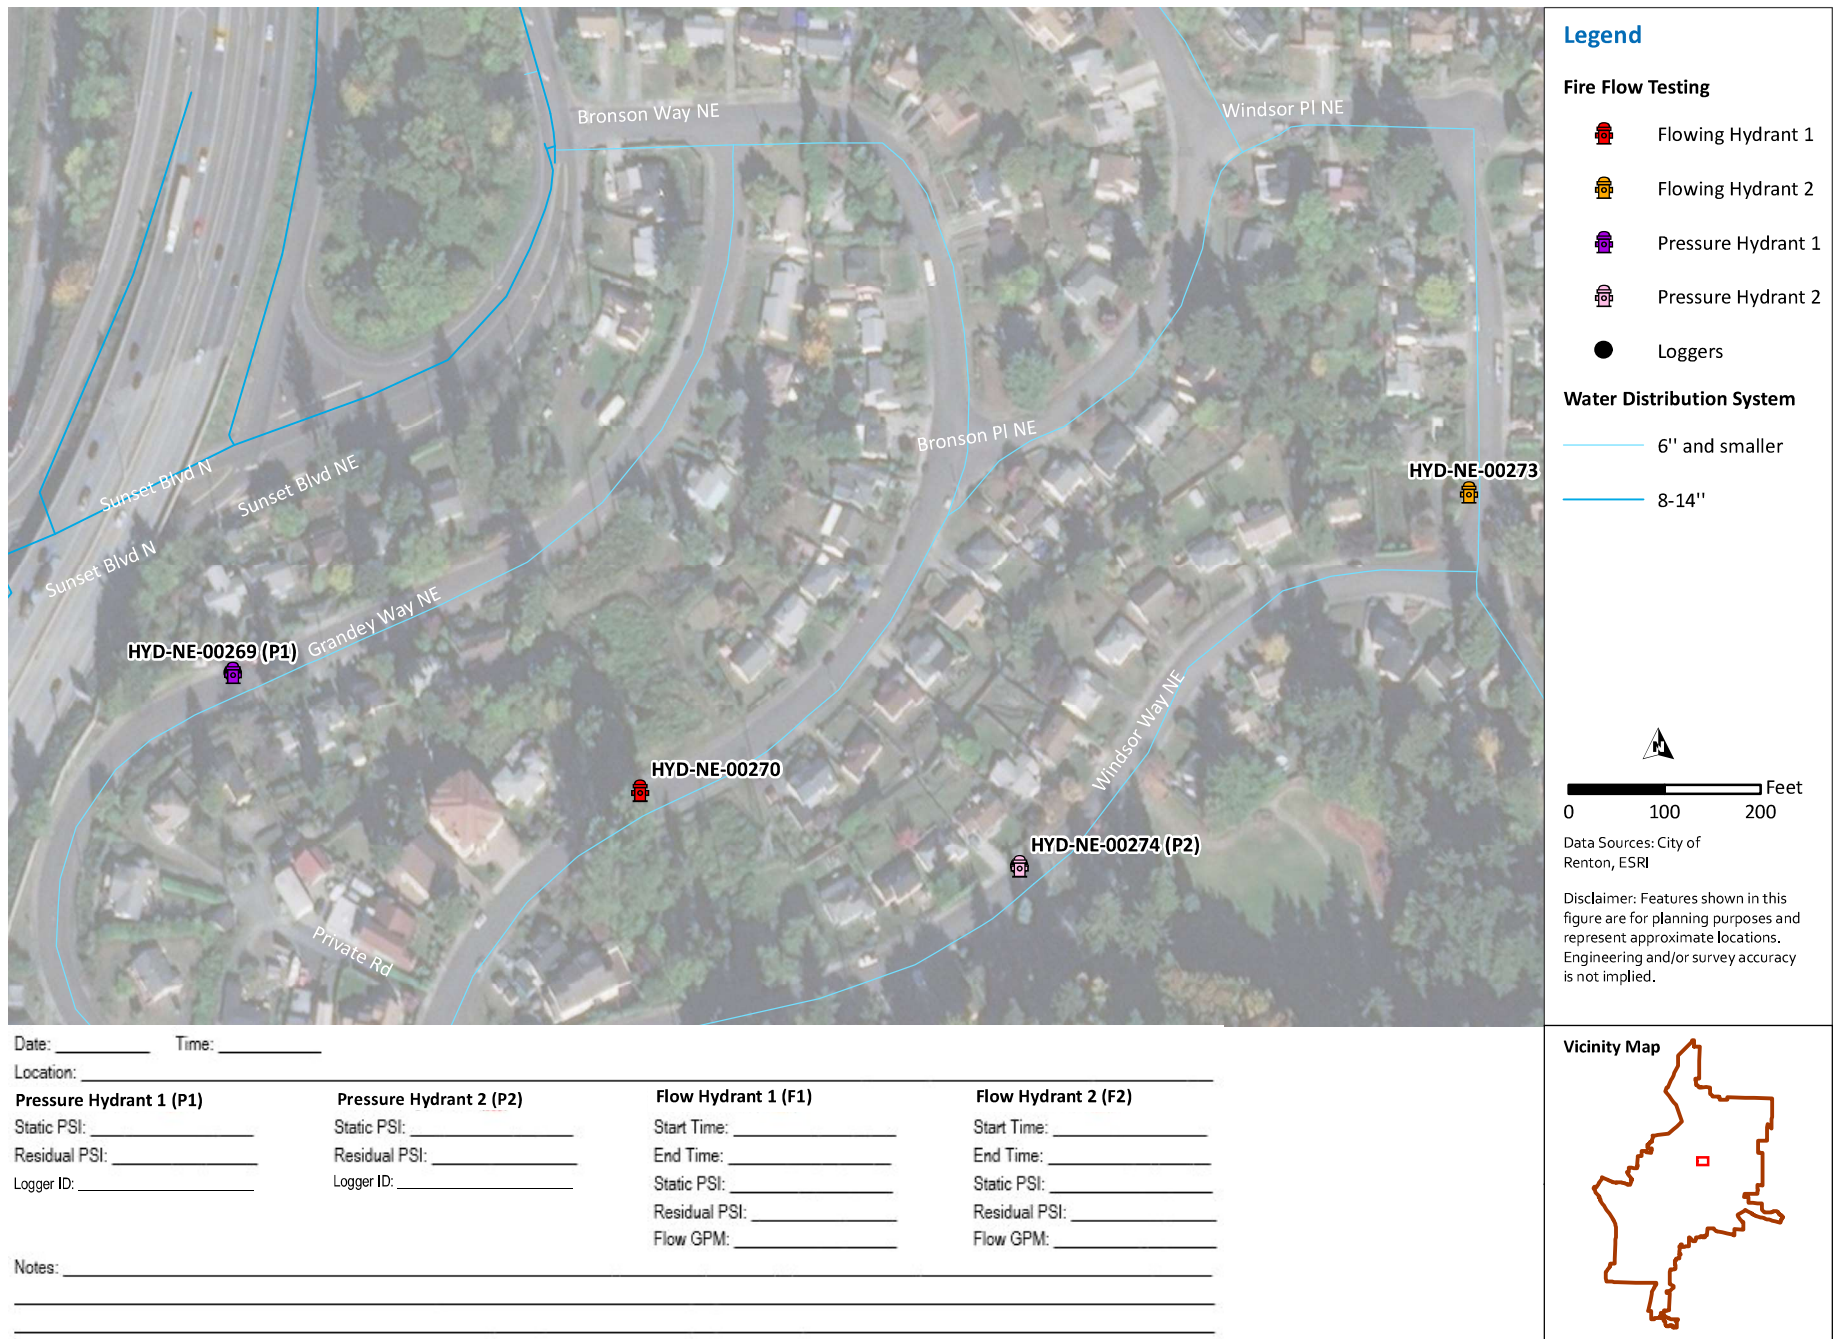 Bronson Way NE
Windsor Pl NE
Bronson Pl NE
HYD-NE-00273
Sunset Blvd N
Sunset Blvd NE
Sunset Blvd N
Grandey Way NE
HYD-NE-00269 (P1)
HYD-NE-00270
Windsor Way NE
HYD-NE-00274 (P2)
Private Rd
Legend
Fire Flow Testing
Flowing Hydrant 1
Flowing Hydrant 2
Pressure Hydrant 1
Pressure Hydrant 2
Loggers
Water Distribution System
6'' and smaller
8-14''
N
Feet
0 100 200
Data Sources: City of
Renton, ESRI
Disclaimer: Features shown in this
figure are for planning purposes and
represent approximate locations.
Engineering and/or survey accuracy
is not implied.
Vicinity Map
Date: Time:
Location:
Pressure Hydrant 1 (P1)
Static PSI:
Residual PSI:
Logger ID:
Pressure Hydrant 2 (P2)
Static PSI:
Residual PSI:
Logger ID:
Flow Hydrant 1 (F1)
Start Time:
End Time:
Static PSI:
Residual PSI:
Flow GPM:
Flow Hydrant 2 (F2)
Start Time:
End Time:
Static PSI:
Residual PSI:
Flow GPM:
Notes: